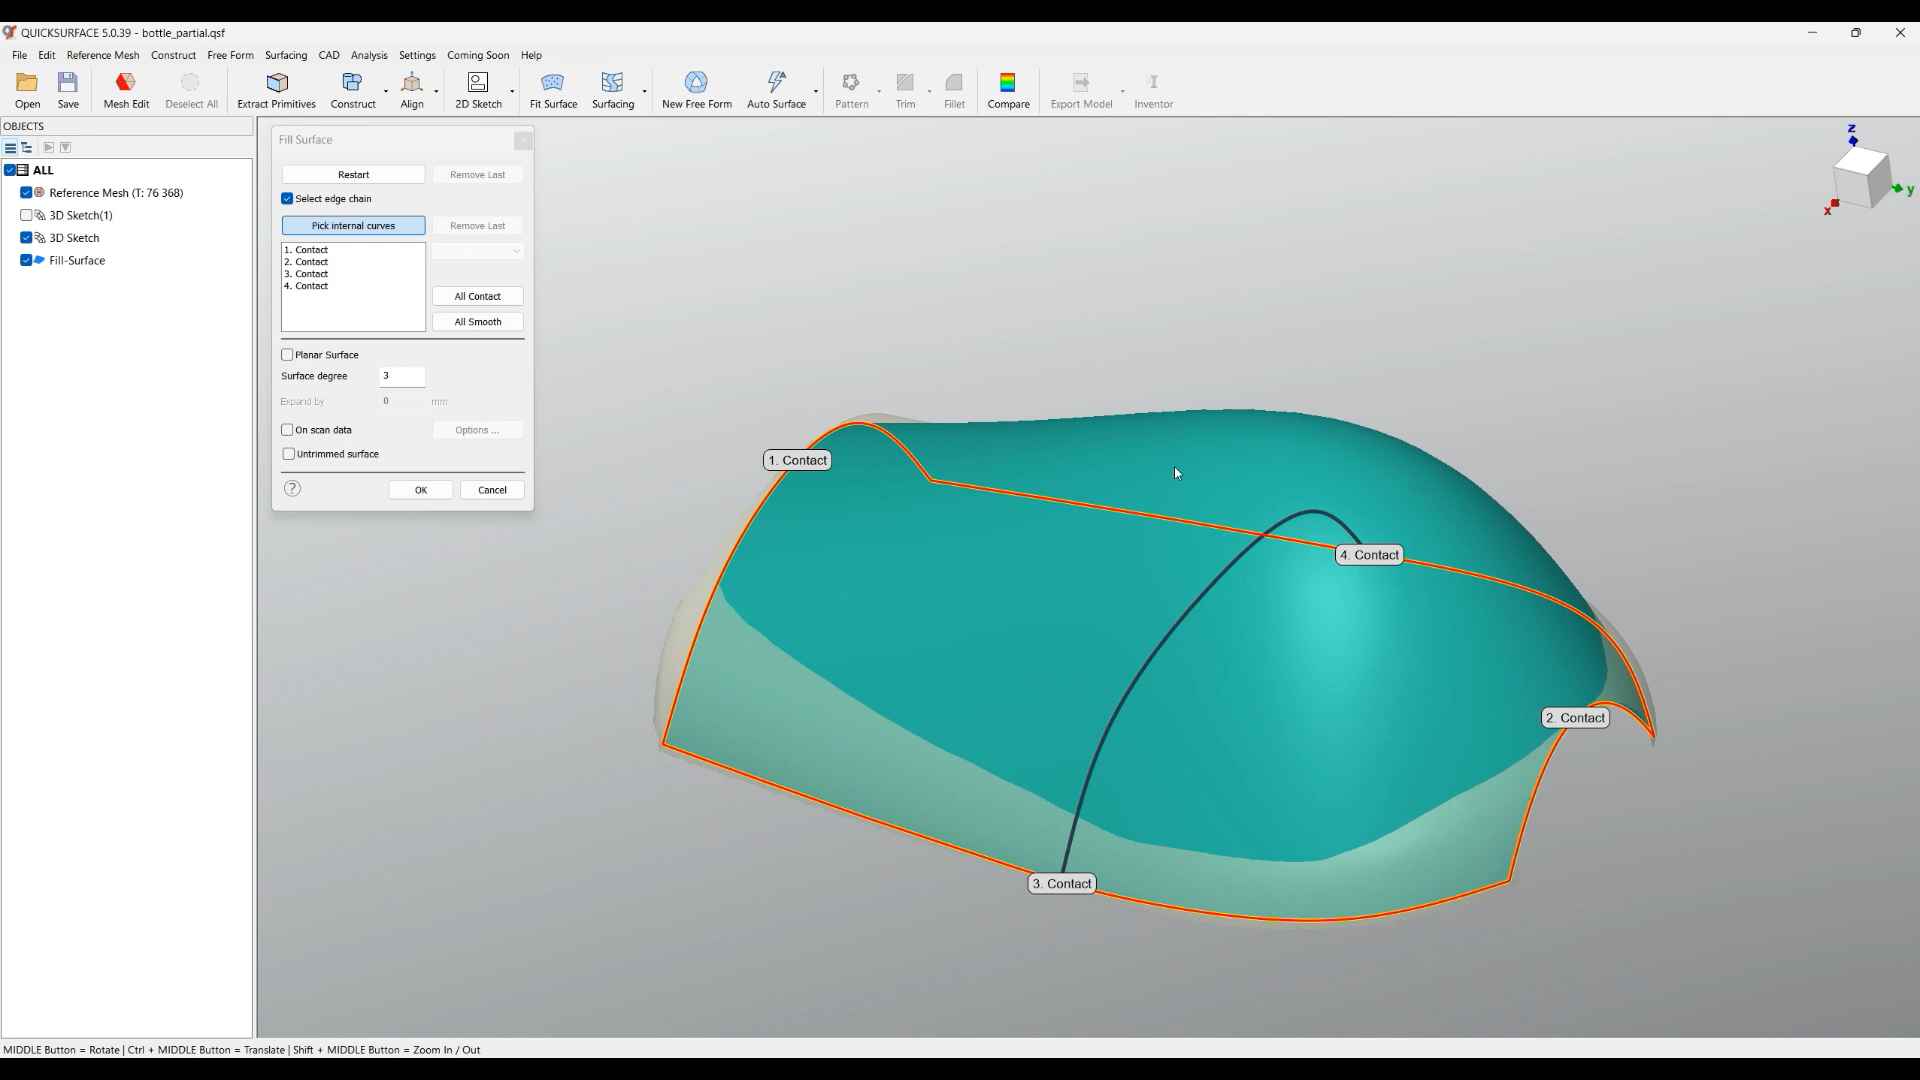 QUICKSURFACE 5.0.39 - bottle_partial.qsf
File Edit Reference Mesh Construct Free Form Surfacing CAD Analysis Settings Coming Soon Help
Open Save Mesh Edit Deselect All Extract Primitives Construct Align 2D Sketch Fit Surface Surfacing New Free Form Auto Surface Pattern Trim Fillet Compare Export Model Inventor
OBJECTS
ALL
Reference Mesh (T: 76 368)
3D Sketch(1)
3D Sketch
Fill-Surface
Fill Surface
Restart Remove Last
Select edge chain
Pick internal curves Remove Last
1. Contact
2. Contact
3. Contact
4. Contact
All Contact
All Smooth
Planar Surface
Surface degree 3
Expand by 0 mm
On scan data Options ...
Untrimmed surface
? OK Cancel
z
y
x
1. Contact
4. Contact
2. Contact
3. Contact
MIDDLE Button = Rotate | Ctrl + MIDDLE Button = Translate | Shift + MIDDLE Button = Zoom In / Out